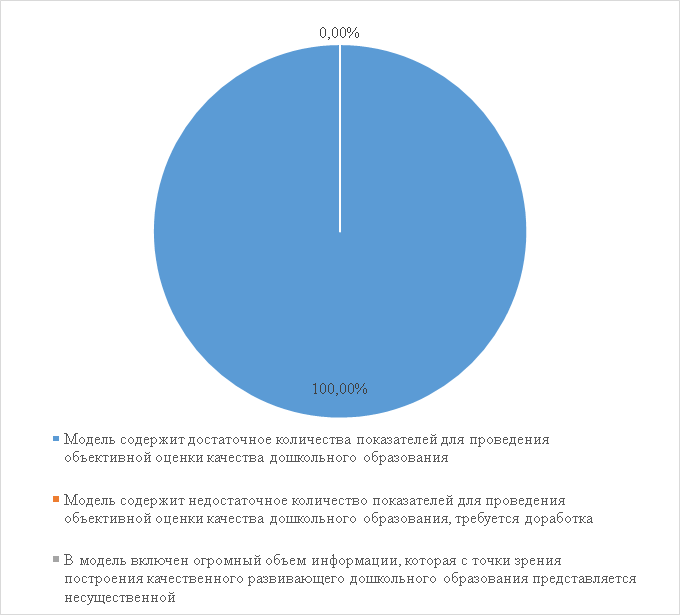 0,00%
100,00%
Модель содержит достаточное количества показателей для проведения
объективной оценки качества дошкольного образования
Модель содержит недостаточное количество показателей для проведения
объективной оценки качества дошкольного образования, требуется доработка
В модель включен огромный объем информации, которая с точки зрения
построения качественного развивающего дошкольного образования представляется
несущественной